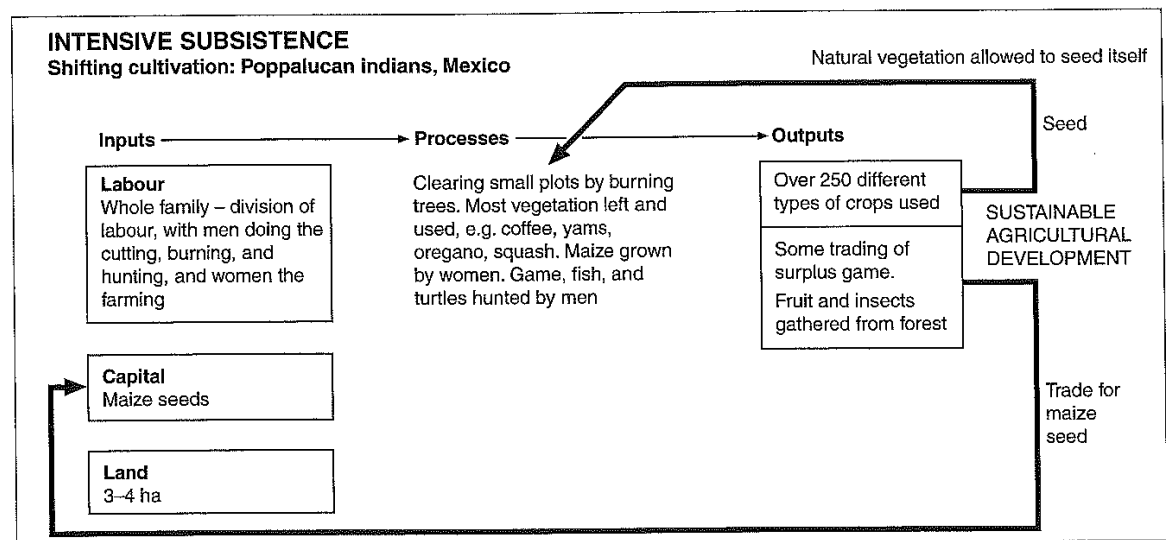 INTENSIVE SUBSISTENCE
Shifting cultivation: Poppalucan indians, Mexico
Natural vegetation allowed to seed itself
Inputs
Processes
Outputs
Seed
Labour
Whole family – division of
labour, with men doing the
cutting, burning, and
hunting, and women the
farming
Clearing small plots by burning
trees. Most vegetation left and
used, e.g. coffee, yams,
oregano, squash. Maize grown
by women. Game, fish, and
turtles hunted by men
Over 250 different
types of crops used
Some trading of
surplus game.
Fruit and insects
gathered from forest
SUSTAINABLE
AGRICULTURAL
DEVELOPMENT
Capital
Maize seeds
Trade for
maize
seed
Land
3–4 ha